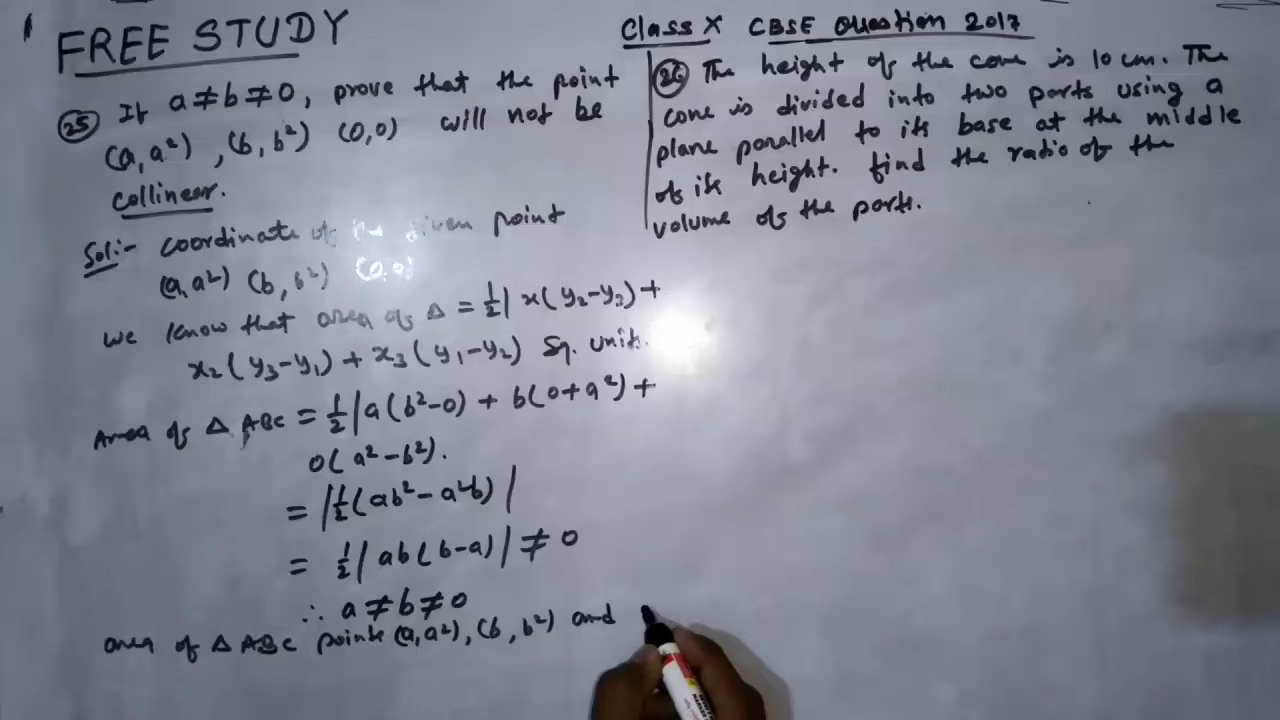 FREE STUDY
Class X CBSE Question 2017
25 If a ≠ b ≠ 0, prove that the point
(a, a²), (b, b²) (0,0) will not be
collinear.
Sol:- coordinate of the given point
(a, a²) (b, b²) (0,0)
we know that area of Δ = ½| x(y₂-y₃) +
x₂(y₃-y₁) + x₃(y₁-y₂) Sq. units.
Area of Δ ABC = ½|a(b²-0) + b(0+a²) +
0(a²-b²).
= |½(ab²-a²b)|
= ½|ab(b-a)| ≠ 0
∴ a ≠ b ≠ 0
area of Δ ABC points (a, a²), (b, b²) and
26 The height of the cone is 10 cm. The
cone is divided into two parts using a
plane parallel to its base at the middle
of its height. find the ratio of the
volume of the parts.